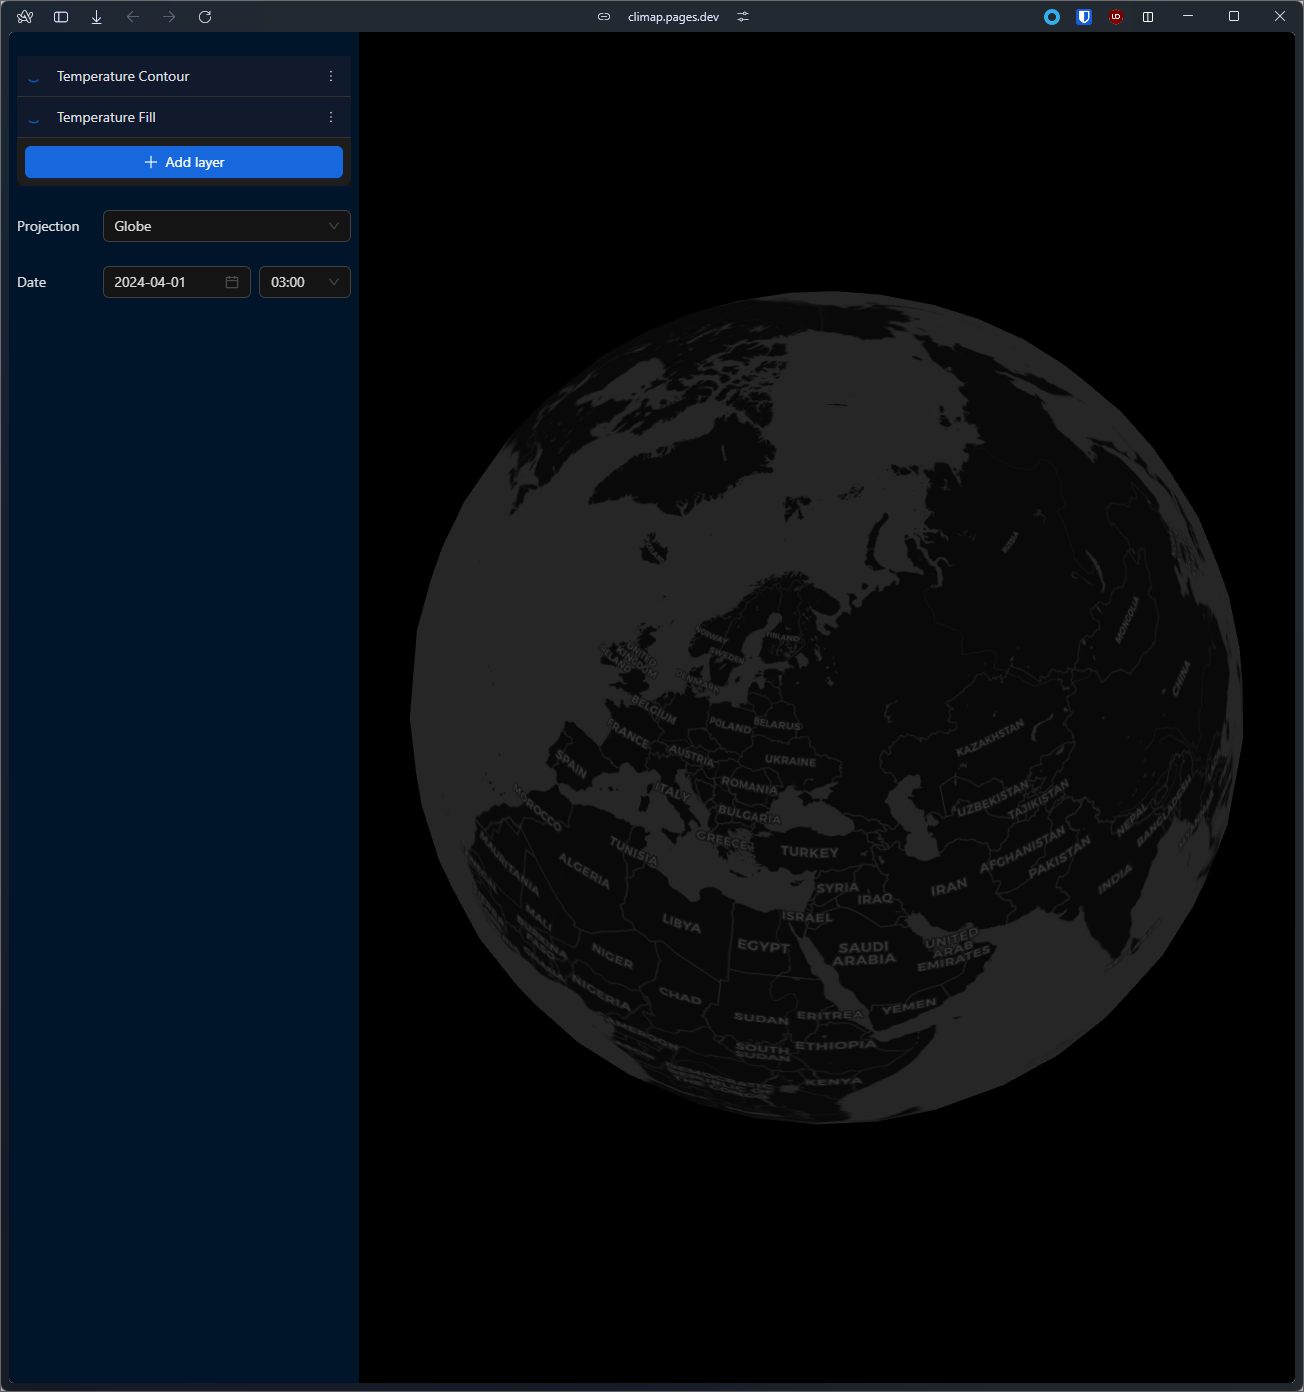 climap.pages.dev
Temperature Contour
Temperature Fill
Add layer
Projection
Globe
Date
2024-04-01
03:00
RUSSIA
MONGOLIA
CHINA
NORWAY
FINLAND
SWEDEN
UNITED
KINGDOM
DENMARK
BELGIUM
POLAND
BELARUS
FRANCE
KAZAKHSTAN
AUSTRIA
UKRAINE
SPAIN
ITALY
ROMANIA
UZBEKISTAN
TAJIKISTAN
MOROCCO
BULGARIA
NEPAL
BANGLADESH
GREECE
TUNISIA
TURKEY
AFGHANISTAN
PAKISTAN
ALGERIA
MAURITANIA
SYRIA
IRAQ
IRAN
INDIA
ISRAEL
MALI
LIBYA
EGYPT
SAUDI
ARABIA
UNITED
ARAB
EMIRATES
BURKINA
FASO
NIGER
GHANA
NIGERIA
CHAD
SUDAN
ERITREA
YEMEN
CAMEROON
SOUTH
SUDAN
ETHIOPIA
DEMOCRATIC
REPUBLIC OF
THE CONGO
KENYA